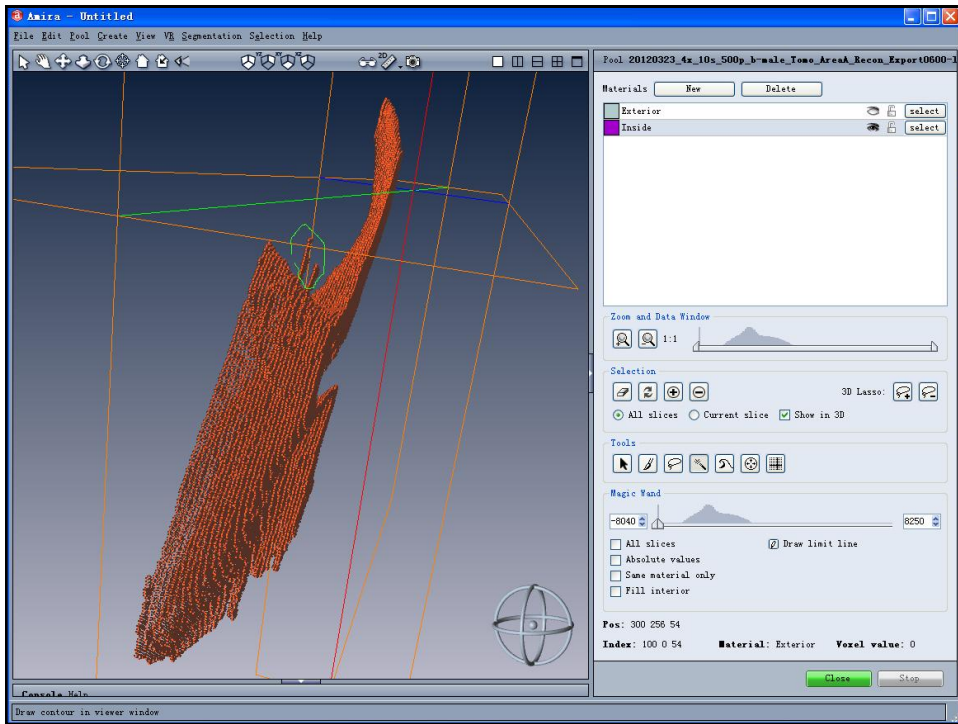 Amira - Untitled
File Edit Pool Create View VR Segmentation Selection Help
YZ XY XZ 2D
Pool 20120323_4x_10s_500p_b-male_Tomo_AreaA_Recon_Export0600-1
Materials New Delete
Exterior select
Inside select
Zoom and Data Window
1:1
Selection
3D Lasso:
All slices Current slice Show in 3D
Tools
Magic Wand
-8040 8250
All slices Draw limit line
Absolute values
Same material only
Fill interior
Pos: 300 256 54
Index: 100 0 54 Material: Exterior Voxel value: 0
Close Stop
Console Help
Draw contour in viewer window